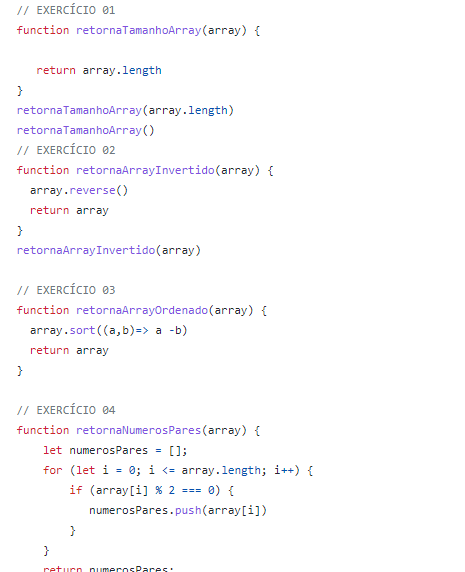 // EXERCÍCIO 01
function retornaTamanhoArray(array) {
return array.length
}
retornaTamanhoArray(array.length)
retornaTamanhoArray()
// EXERCÍCIO 02
function retornaArrayInvertido(array) {
array.reverse()
return array
}
retornaArrayInvertido(array)
// EXERCÍCIO 03
function retornaArrayOrdenado(array) {
array.sort((a,b)=> a -b)
return array
}
// EXERCÍCIO 04
function retornaNumerosPares(array) {
let numerosPares = [];
for (let i = 0; i <= array.length; i++) {
if (array[i] % 2 === 0) {
numerosPares.push(array[i])
}
}
return numerosPares;